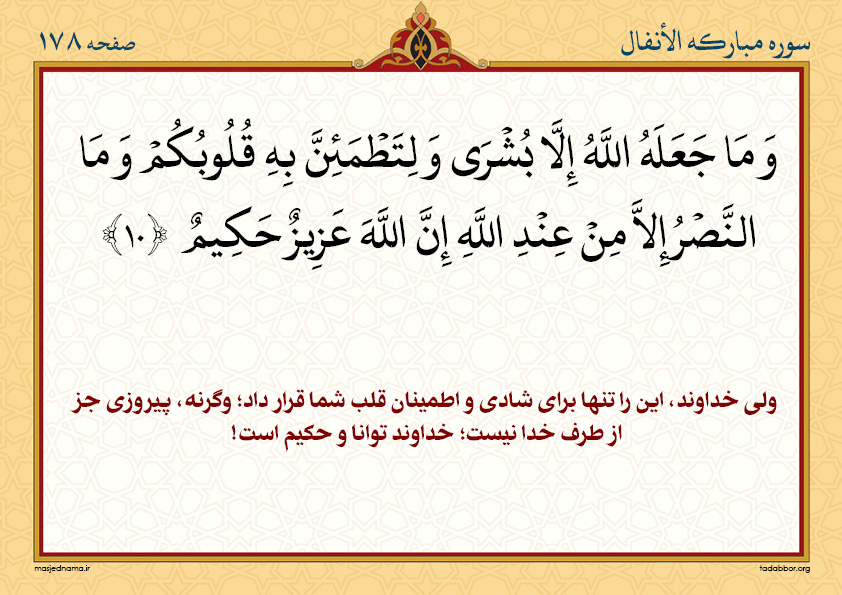 سوره مبارکه الأنفال
صفحه ۱۷۸
وَ مَا جَعَلَهُ اللَّهُ إِلَّا بُشْرَى وَ لِتَطْمَئِنَّ بِهِ قُلُوبُكُمْ وَ مَا
النَّصْرُ إِلاَّ مِنْ عِنْدِ اللَّهِ إِنَّ اللَّهَ عَزِيزٌ حَكِيمٌ ﴿۱۰﴾
ولی خداوند، این را تنها برای شادی و اطمینان قلب شما قرار داد؛ وگرنه، پیروزی جز
از طرف خدا نیست؛ خداوند توانا و حکیم است!
masjednama.ir
tadabbor.org